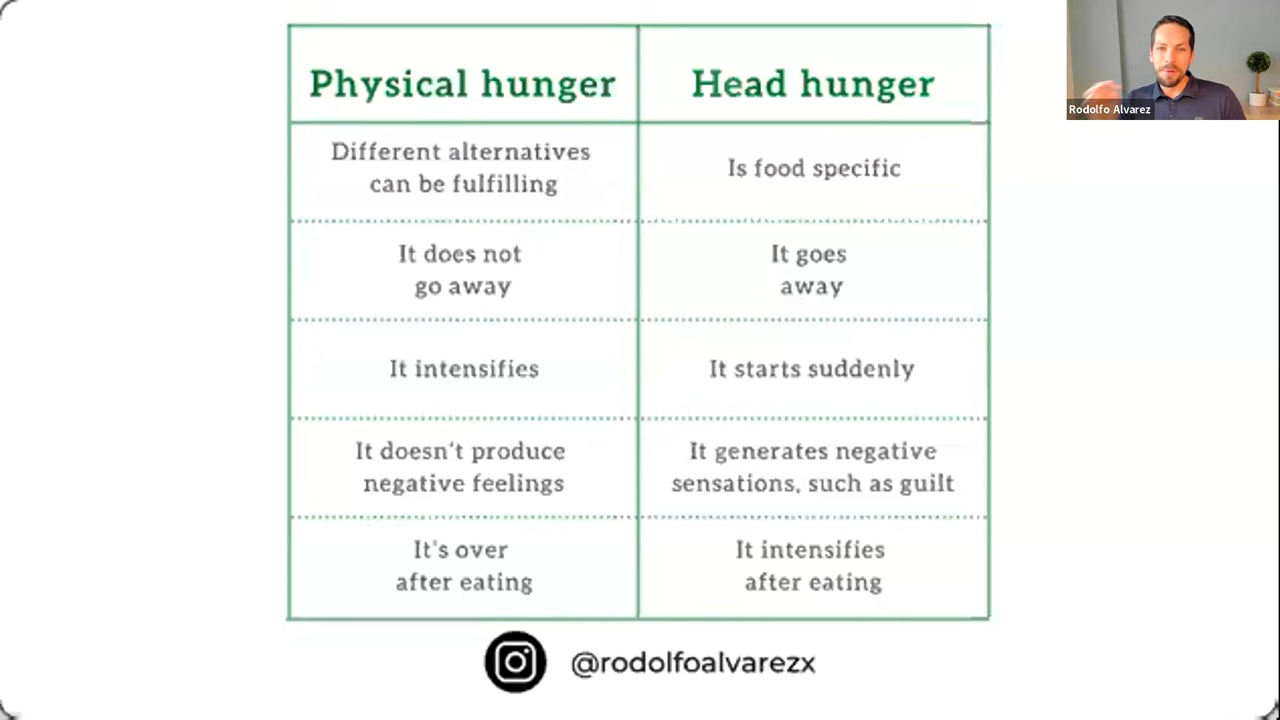 Physical hunger
Head hunger
Different alternatives
can be fulfilling
Is food specific
It does not
go away
It goes
away
It intensifies
It starts suddenly
It doesn't produce
negative feelings
It generates negative
sensations, such as guilt
It's over
after eating
It intensifies
after eating
@rodolfoalvarezx
Rodolfo Alvarez